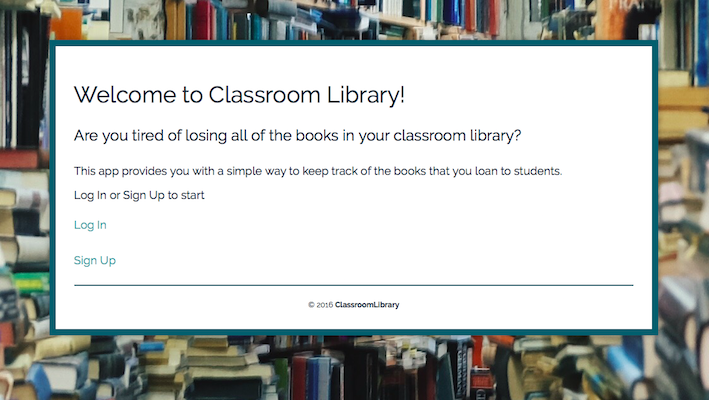 Welcome to Classroom Library!
Are you tired of losing all of the books in your classroom library?
This app provides you with a simple way to keep track of the books that you loan to students.
Log In or Sign Up to start
Log In
Sign Up
© 2016 ClassroomLibrary